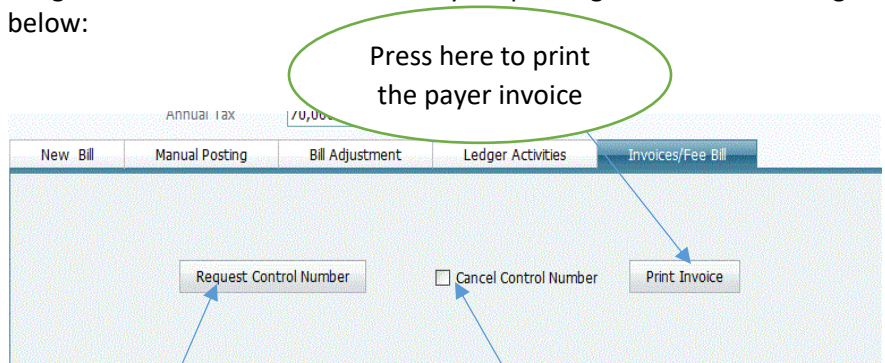 below:
Press here to print
the payer invoice
Annual Tax
New Bill Manual Posting Bill Adjustment Ledger Activities Invoices/Fee Bill
Request Control Number Cancel Control Number Print Invoice